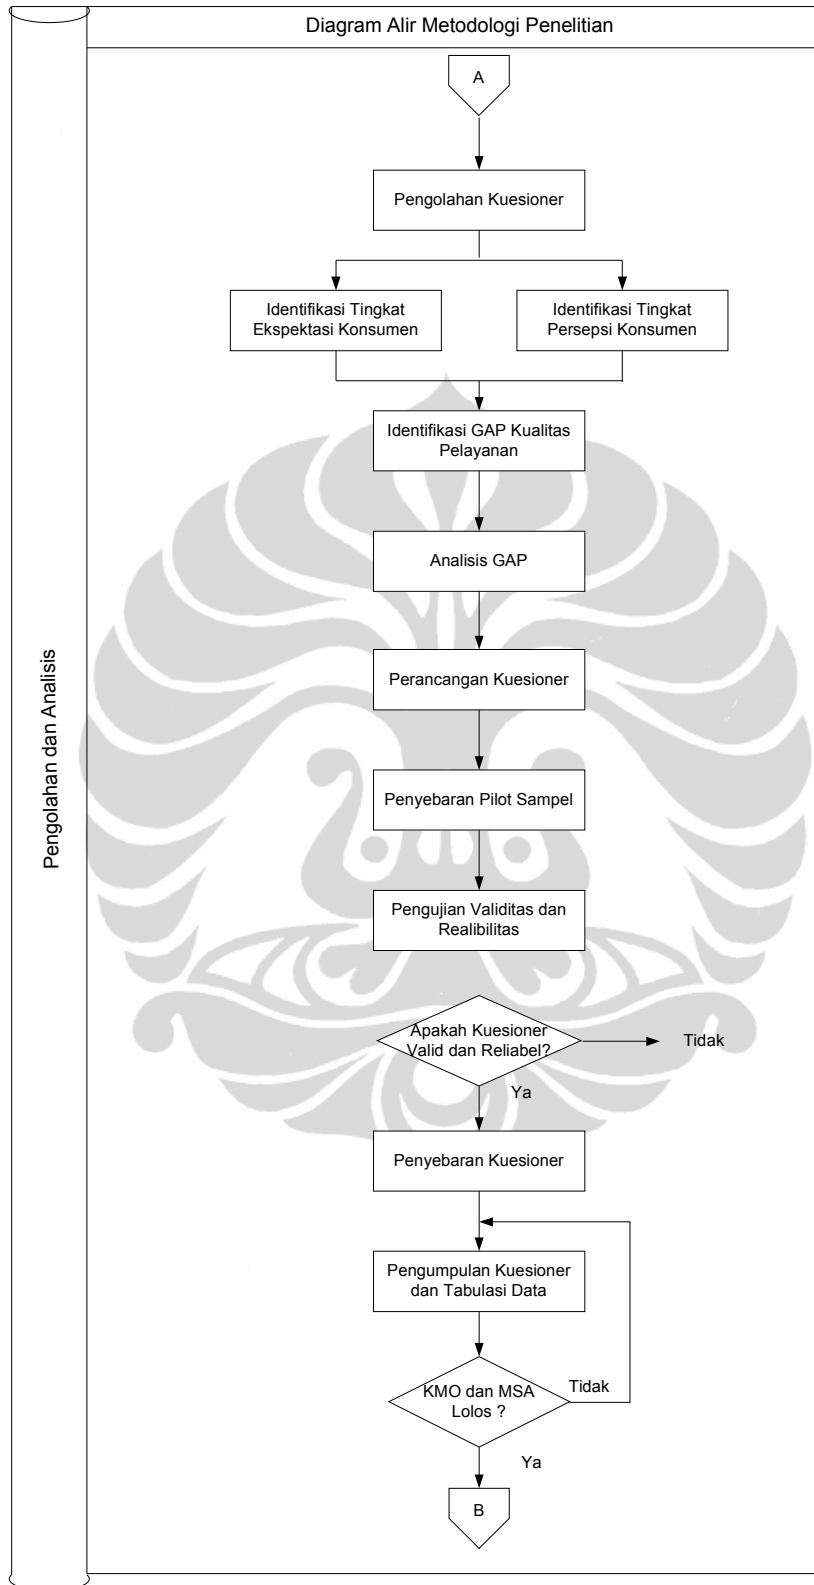 Diagram Alir Metodologi Penelitian
Pengolahan dan Analisis
A
Pengolahan Kuesioner
Identifikasi Tingkat
Ekspektasi Konsumen
Identifikasi Tingkat
Persepsi Konsumen
Identifikasi GAP Kualitas
Pelayanan
Analisis GAP
Perancangan Kuesioner
Penyebaran Pilot Sampel
Pengujian Validitas dan
Realibilitas
Apakah Kuesioner
Valid dan Reliabel?
Tidak
Ya
Penyebaran Kuesioner
Pengumpulan Kuesioner
dan Tabulasi Data
KMO dan MSA
Lolos ?
Tidak
Ya
B